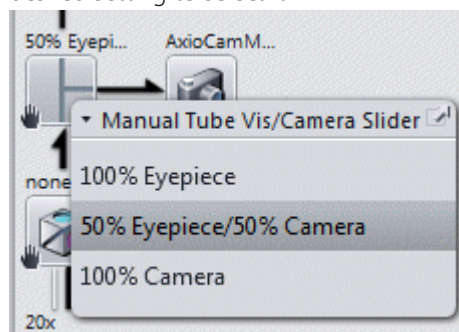 50% Eyepi... AxioCamM...
Manual Tube Vis/Camera Slider
none
100% Eyepiece
50% Eyepiece/50% Camera
100% Camera
20x